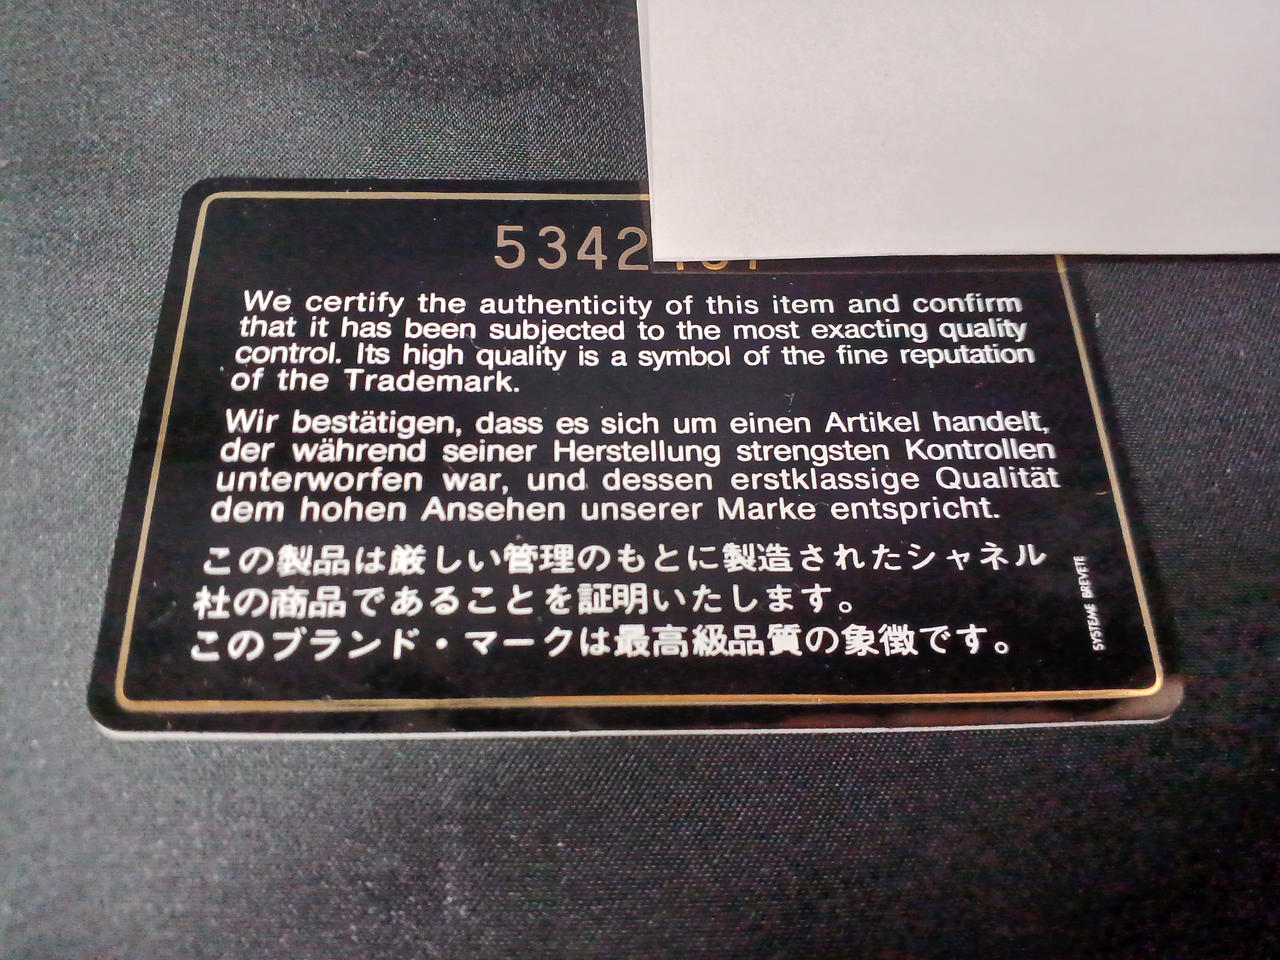 5342
We certify the authenticity of this item and confirm
that it has been subjected to the most exacting quality
control. Its high quality is a symbol of the fine reputation
of the Trademark.
Wir bestätigen, dass es sich um einen Artikel handelt,
der während seiner Herstellung strengsten Kontrollen
unterworfen war, und dessen erstklassige Qualität
dem hohen Ansehen unserer Marke entspricht.
この製品は厳しい管理のもとに製造されたシャネル
社の商品であることを証明いたします。
このブランド・マークは最高級品質の象徴です。
SYSTEME BREVETE